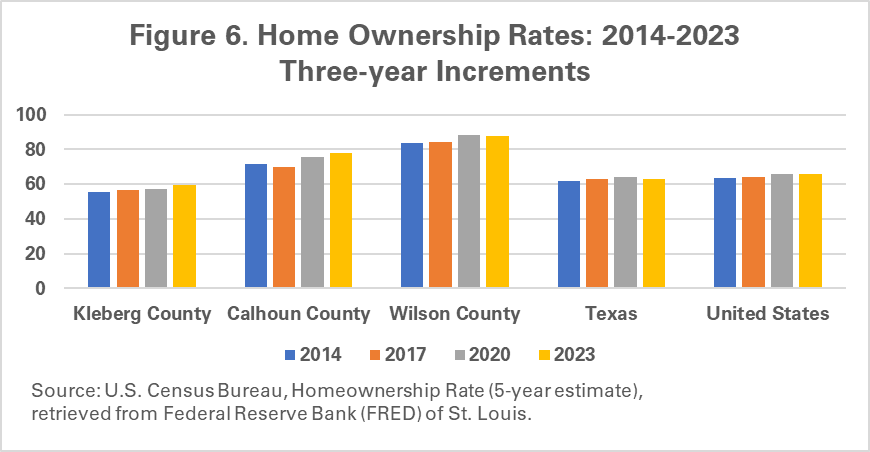 Figure 6. Home Ownership Rates: 2014-2023
Three-year Increments
100
80
60
40
20
0
Kleberg County Calhoun County Wilson County Texas United States
2014 2017 2020 2023
Source: U.S. Census Bureau, Homeownership Rate (5-year estimate),
retrieved from Federal Reserve Bank (FRED) of St. Louis.